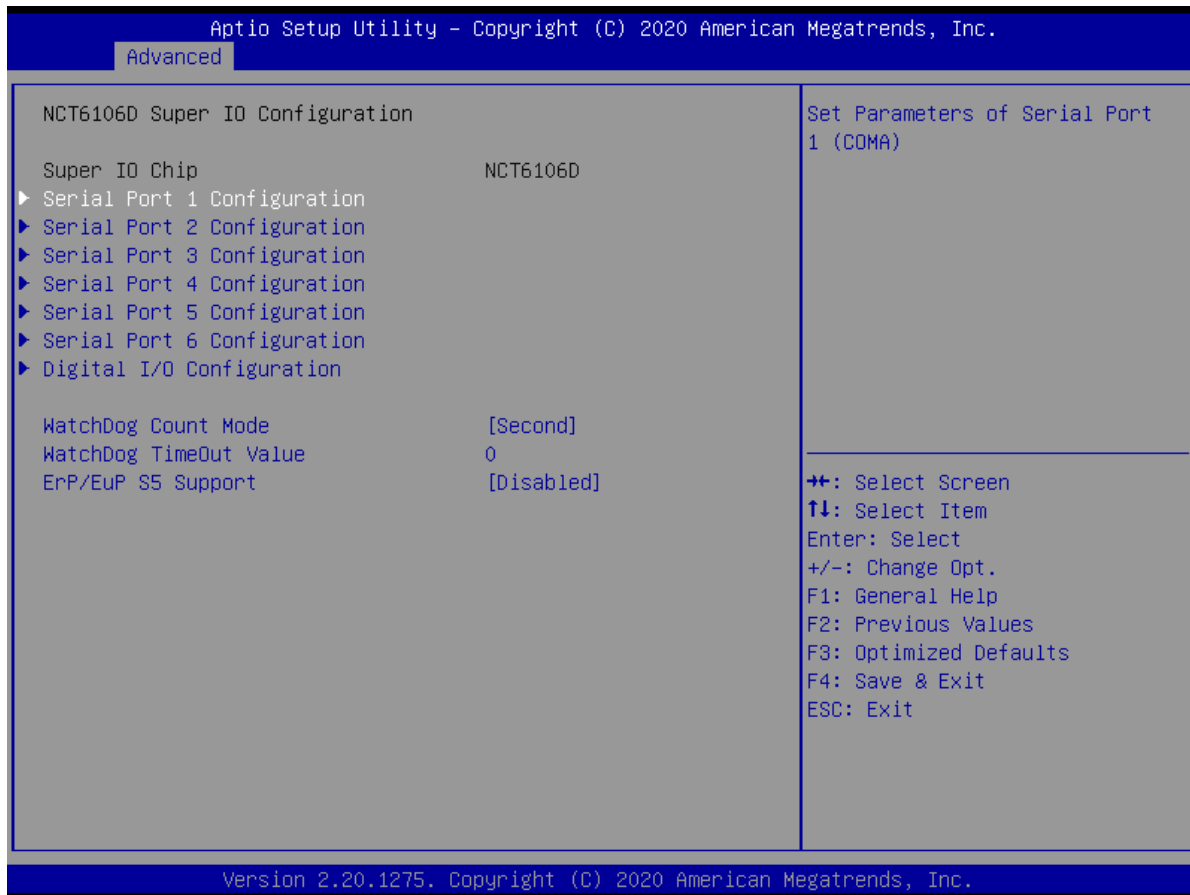 Aptio Setup Utility – Copyright (C) 2020 American Megatrends, Inc.
Advanced
NCT6106D Super IO Configuration
Super IO Chip NCT6106D
▶ Serial Port 1 Configuration
▶ Serial Port 2 Configuration
▶ Serial Port 3 Configuration
▶ Serial Port 4 Configuration
▶ Serial Port 5 Configuration
▶ Serial Port 6 Configuration
▶ Digital I/O Configuration
WatchDog Count Mode [Second]
WatchDog TimeOut Value 0
ErP/EuP S5 Support [Disabled]
Set Parameters of Serial Port
1 (COMA)
→←: Select Screen
↑↓: Select Item
Enter: Select
+/-: Change Opt.
F1: General Help
F2: Previous Values
F3: Optimized Defaults
F4: Save & Exit
ESC: Exit
Version 2.20.1275. Copyright (C) 2020 American Megatrends, Inc.